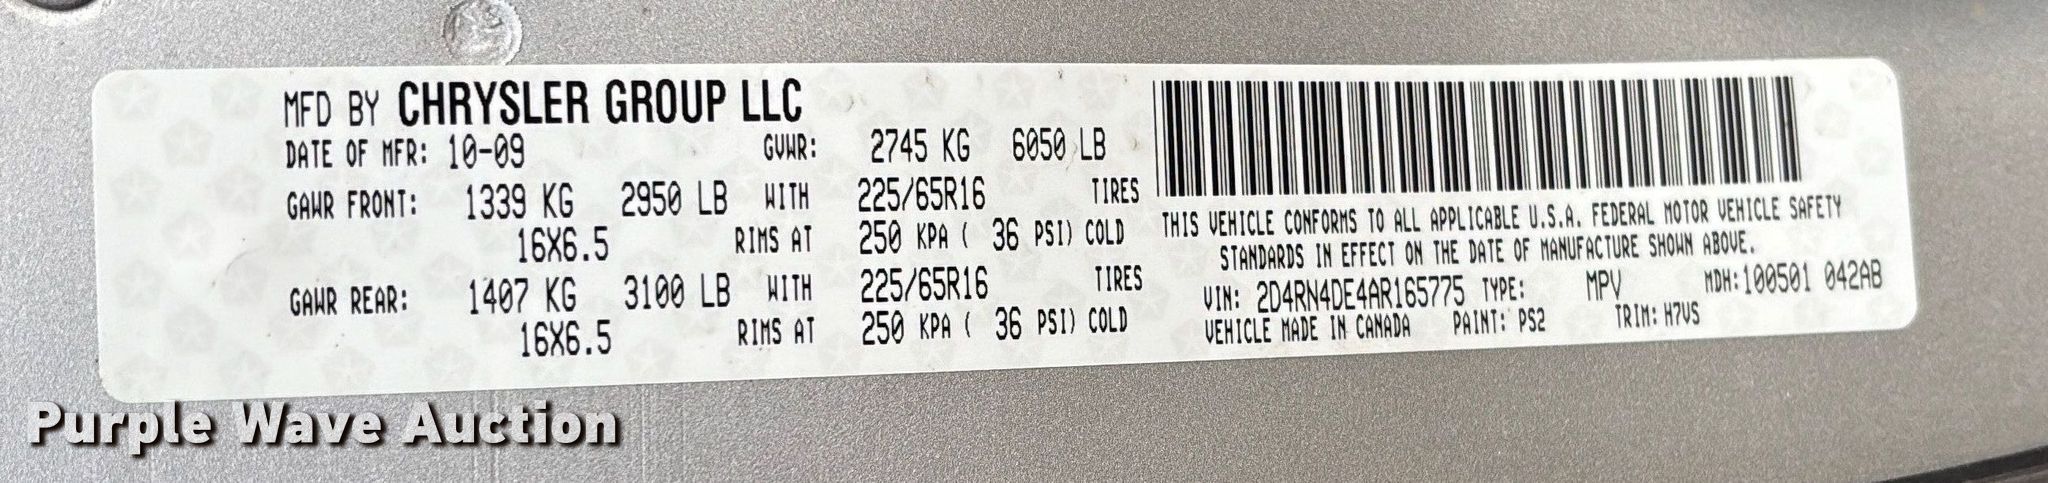 MFD BY CHRYSLER GROUP LLC
DATE OF MFR: 10-09 GVWR: 2745 KG 6050 LB
GAWR FRONT: 1339 KG 2950 LB WITH 225/65R16 TIRES
16X6.5 RIMS AT 250 KPA ( 36 PSI) COLD
GAWR REAR: 1407 KG 3100 LB WITH 225/65R16 TIRES
16X6.5 RIMS AT 250 KPA ( 36 PSI) COLD
THIS VEHICLE CONFORMS TO ALL APPLICABLE U.S.A. FEDERAL MOTOR VEHICLE SAFETY
STANDARDS IN EFFECT ON THE DATE OF MANUFACTURE SHOWN ABOVE.
VIN: 2D4RN4DE4AR165775 TYPE: MPV MDH:100501 042AB
VEHICLE MADE IN CANADA PAINT: PS2 TRIM: H7VS
Purple Wave Auction